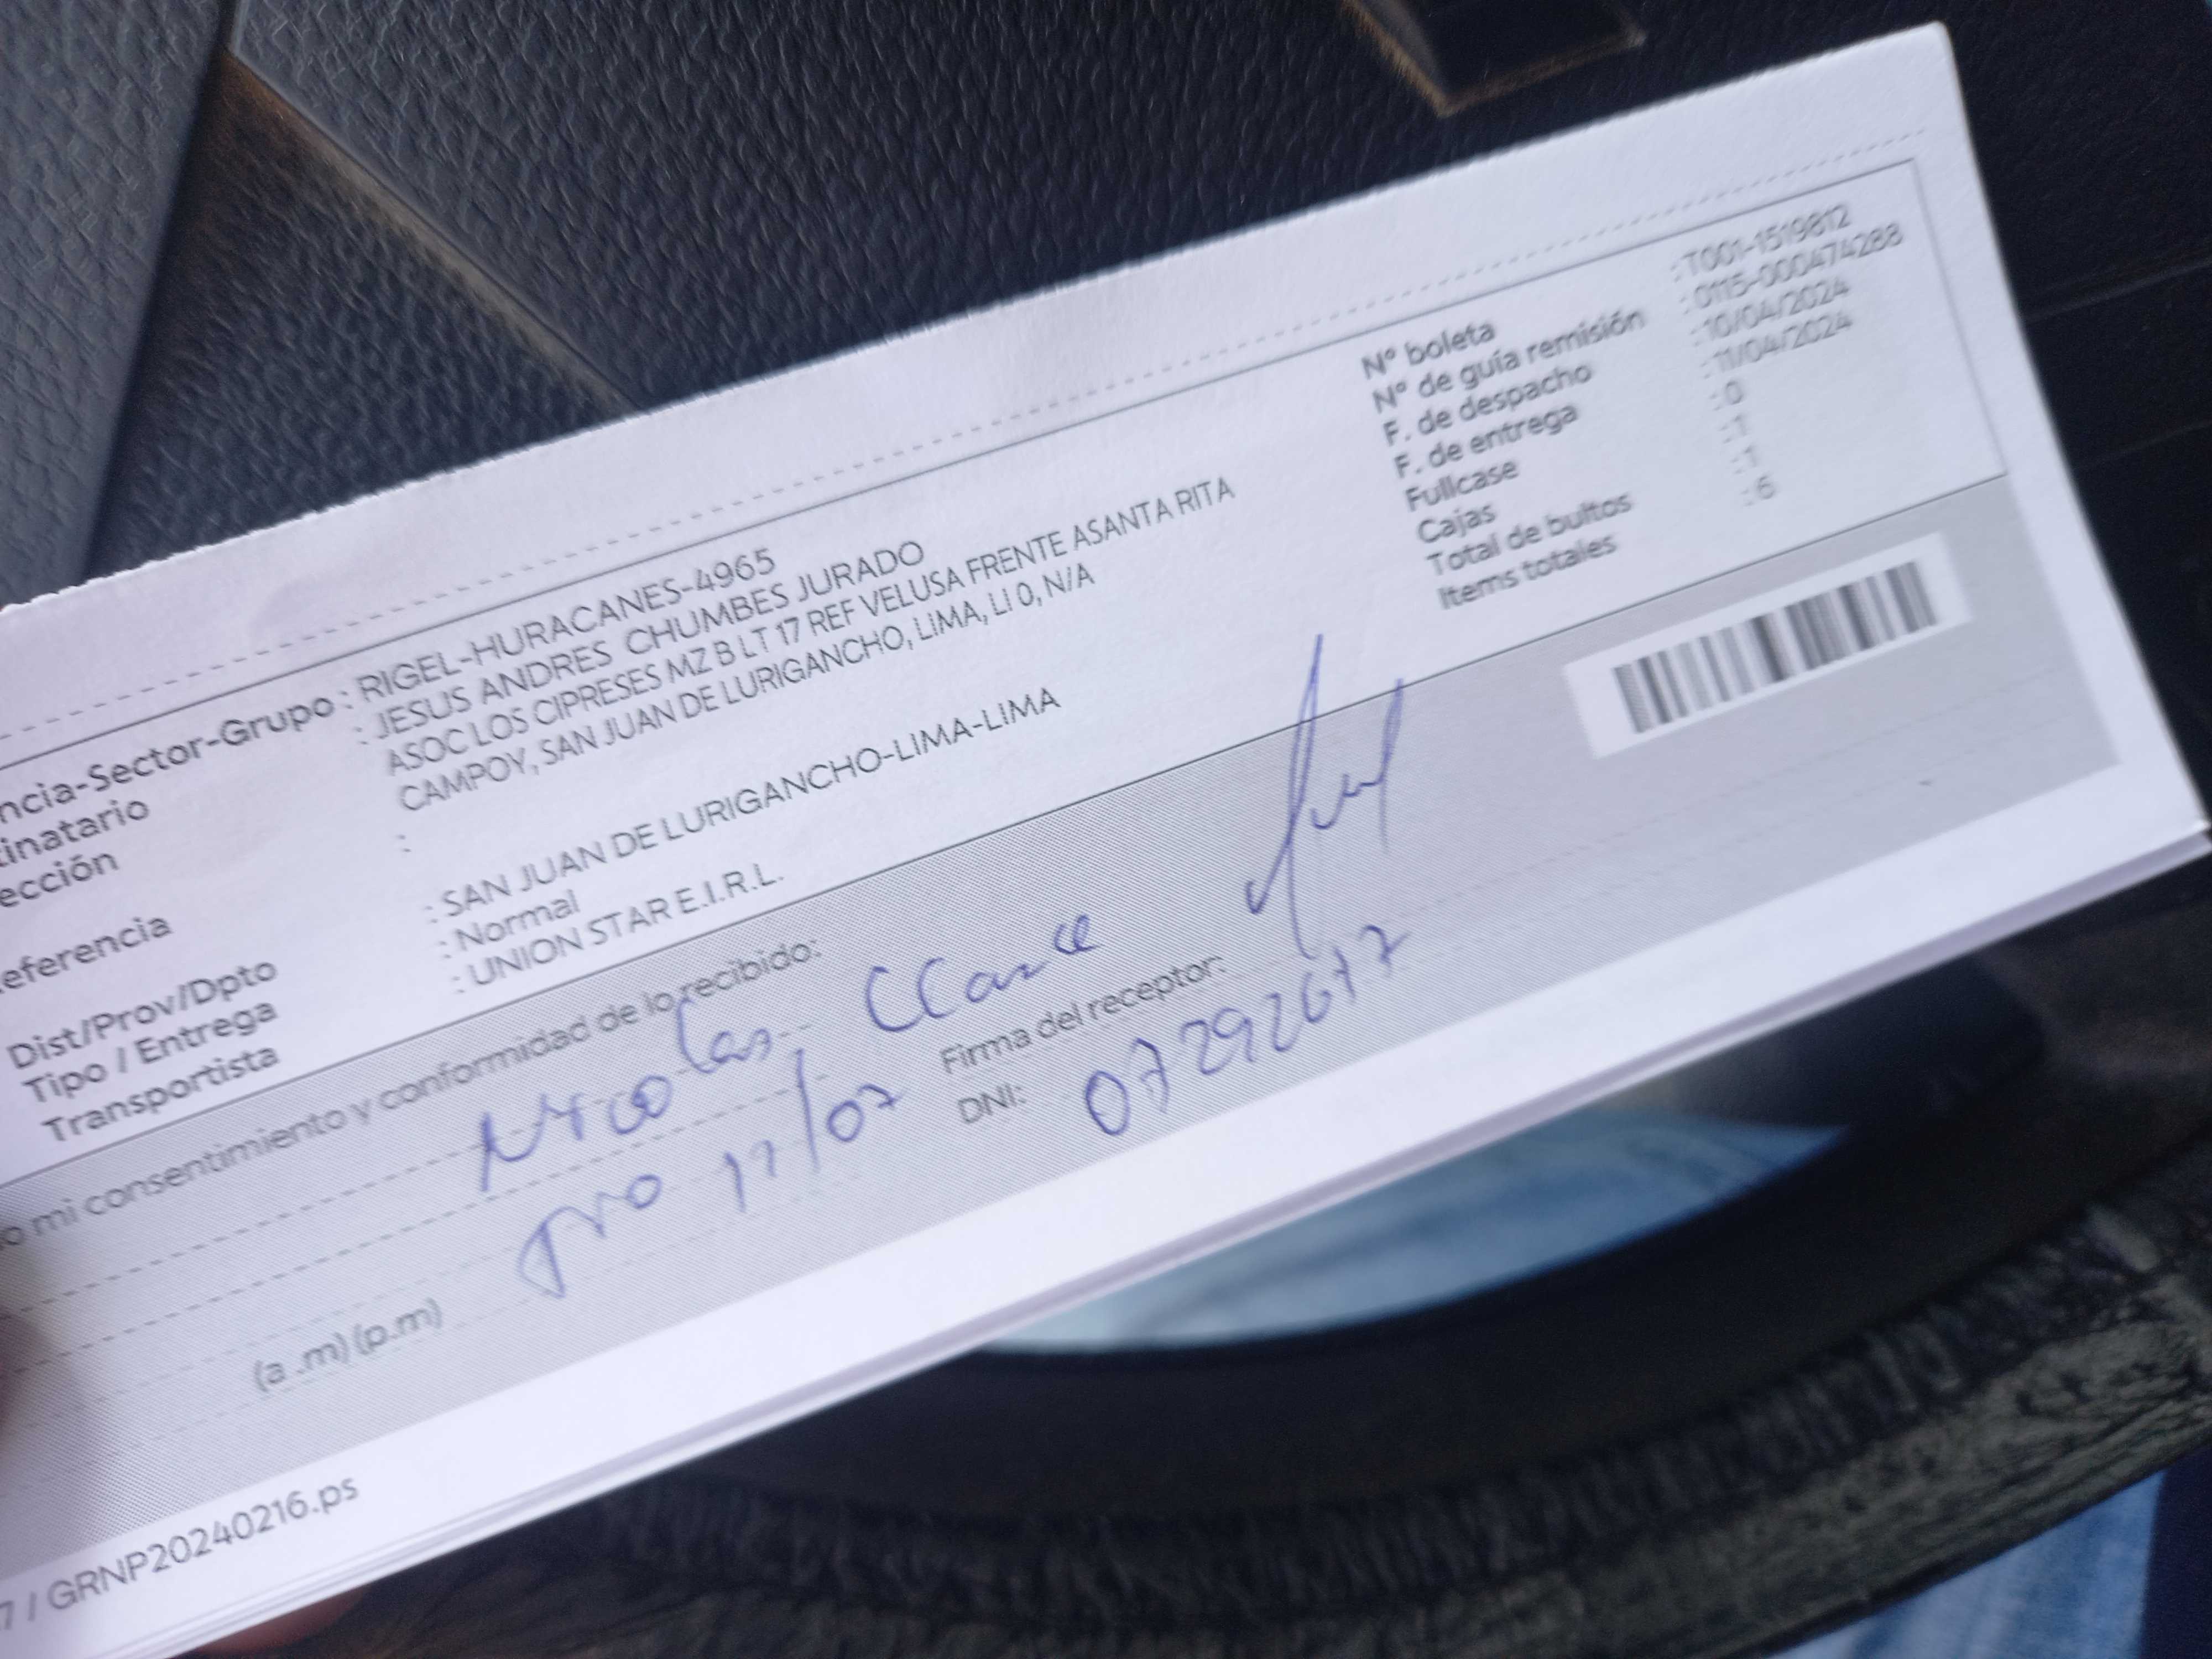 ncia-Sector-Grupo : RIGEL-HURACANES-4965
tinatario : JESUS ANDRES CHUMBES JURADO
ección ASOC LOS CIPRESES MZ B LT 17 REF VELUSA FRENTE ASANTA RITA
CAMPOY, SAN JUAN DE LURIGANCHO, LIMA, LI 0, N/A
eferencia :
Dist/Prov/Dpto : SAN JUAN DE LURIGANCHO-LIMA-LIMA
Tipo / Entrega : Normal
Transportista : UNION STAR E.I.R.L.
N° boleta : T001-1519812
N° de guía remisión : 0115-000474288
F. de despacho : 10/04/2024
F. de entrega : 11/04/2024
Fullcase : 0
Cajas : 1
Total de bultos : 1
Items totales : 6
o mi consentimiento y conformidad de lo recibido:
Nicolas
Firma del receptor:
DNI: 07292617
(a .m) (p.m)
7 / GRNP20240216.ps